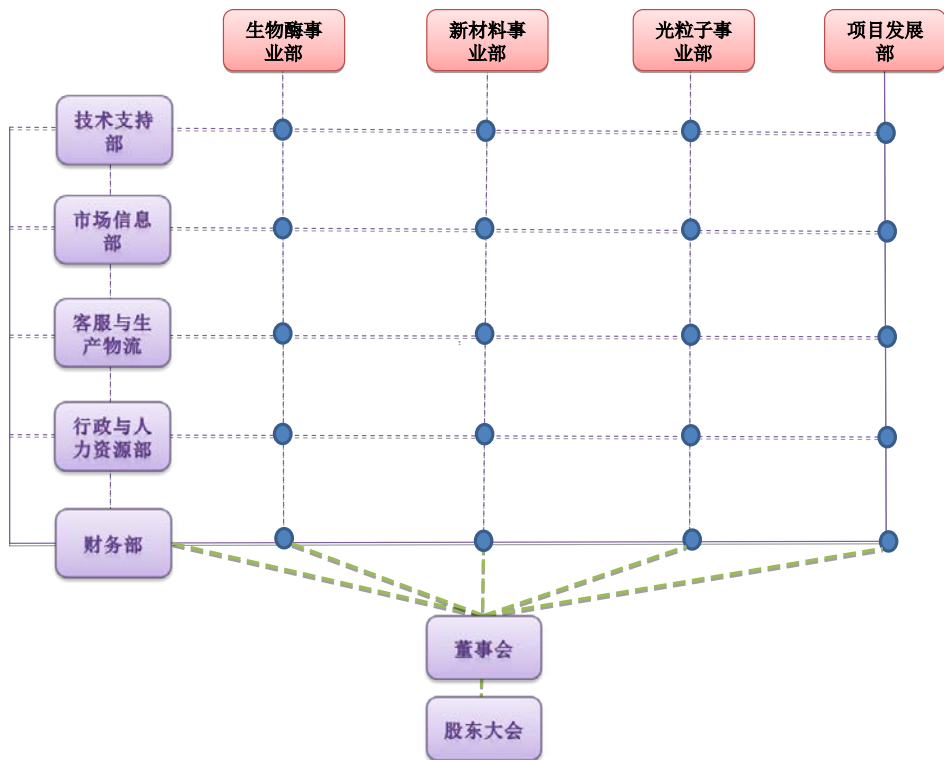 生物酶事
业部
新材料事
业部
光粒子事
业部
项目发展
部
技术支持
部
市场信息
部
客服与生
产物流
行政与人
力资源部
财务部
董事会
股东大会